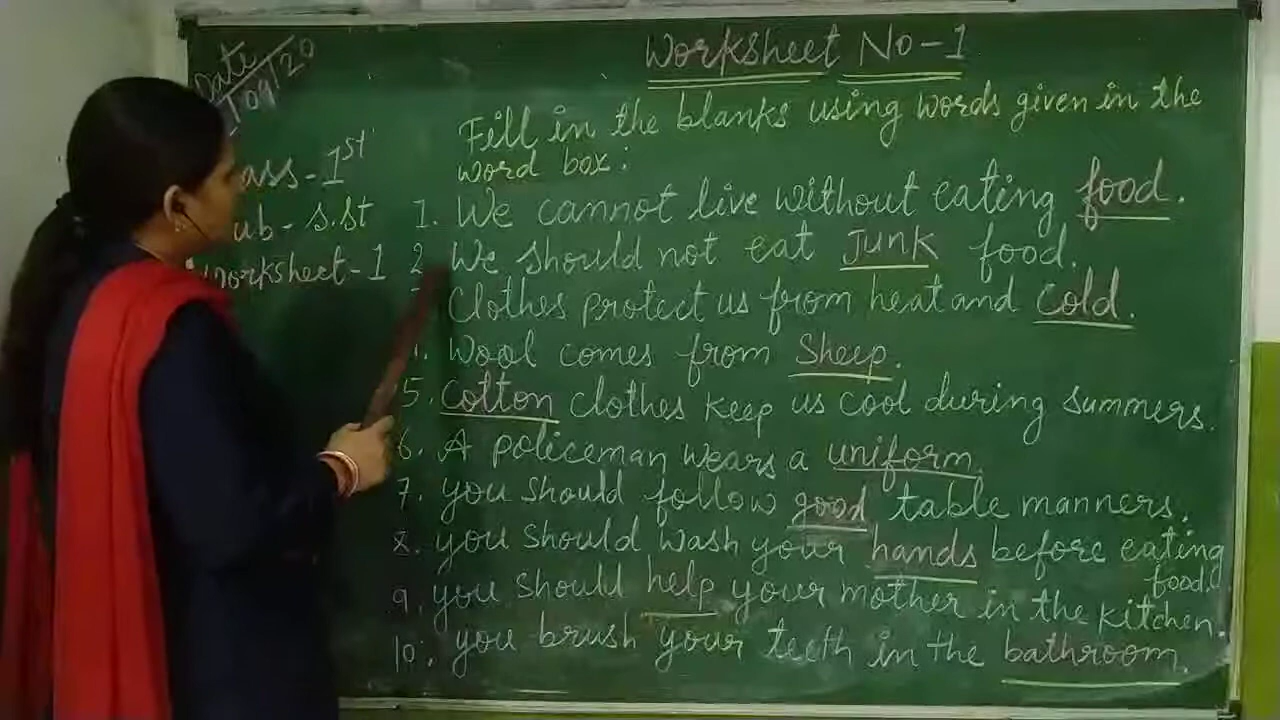 Date
09/20
ass-1st
ub- s.st
worksheet-1
Worksheet No-1
Fill in the blanks using words given in the
word box:
1. We cannot live without eating food.
2 We should not eat Junk food.
Clothes protect us from heat and cold.
Wool comes from Sheep.
5. Cotton clothes keep us cool during summers.
6. A policeman wears a uniform.
7. you should follow good table manners.
8. you should wash your hands before eating
food.
9. you should help your mother in the kitchen.
10. you brush your teeth in the bathroom.